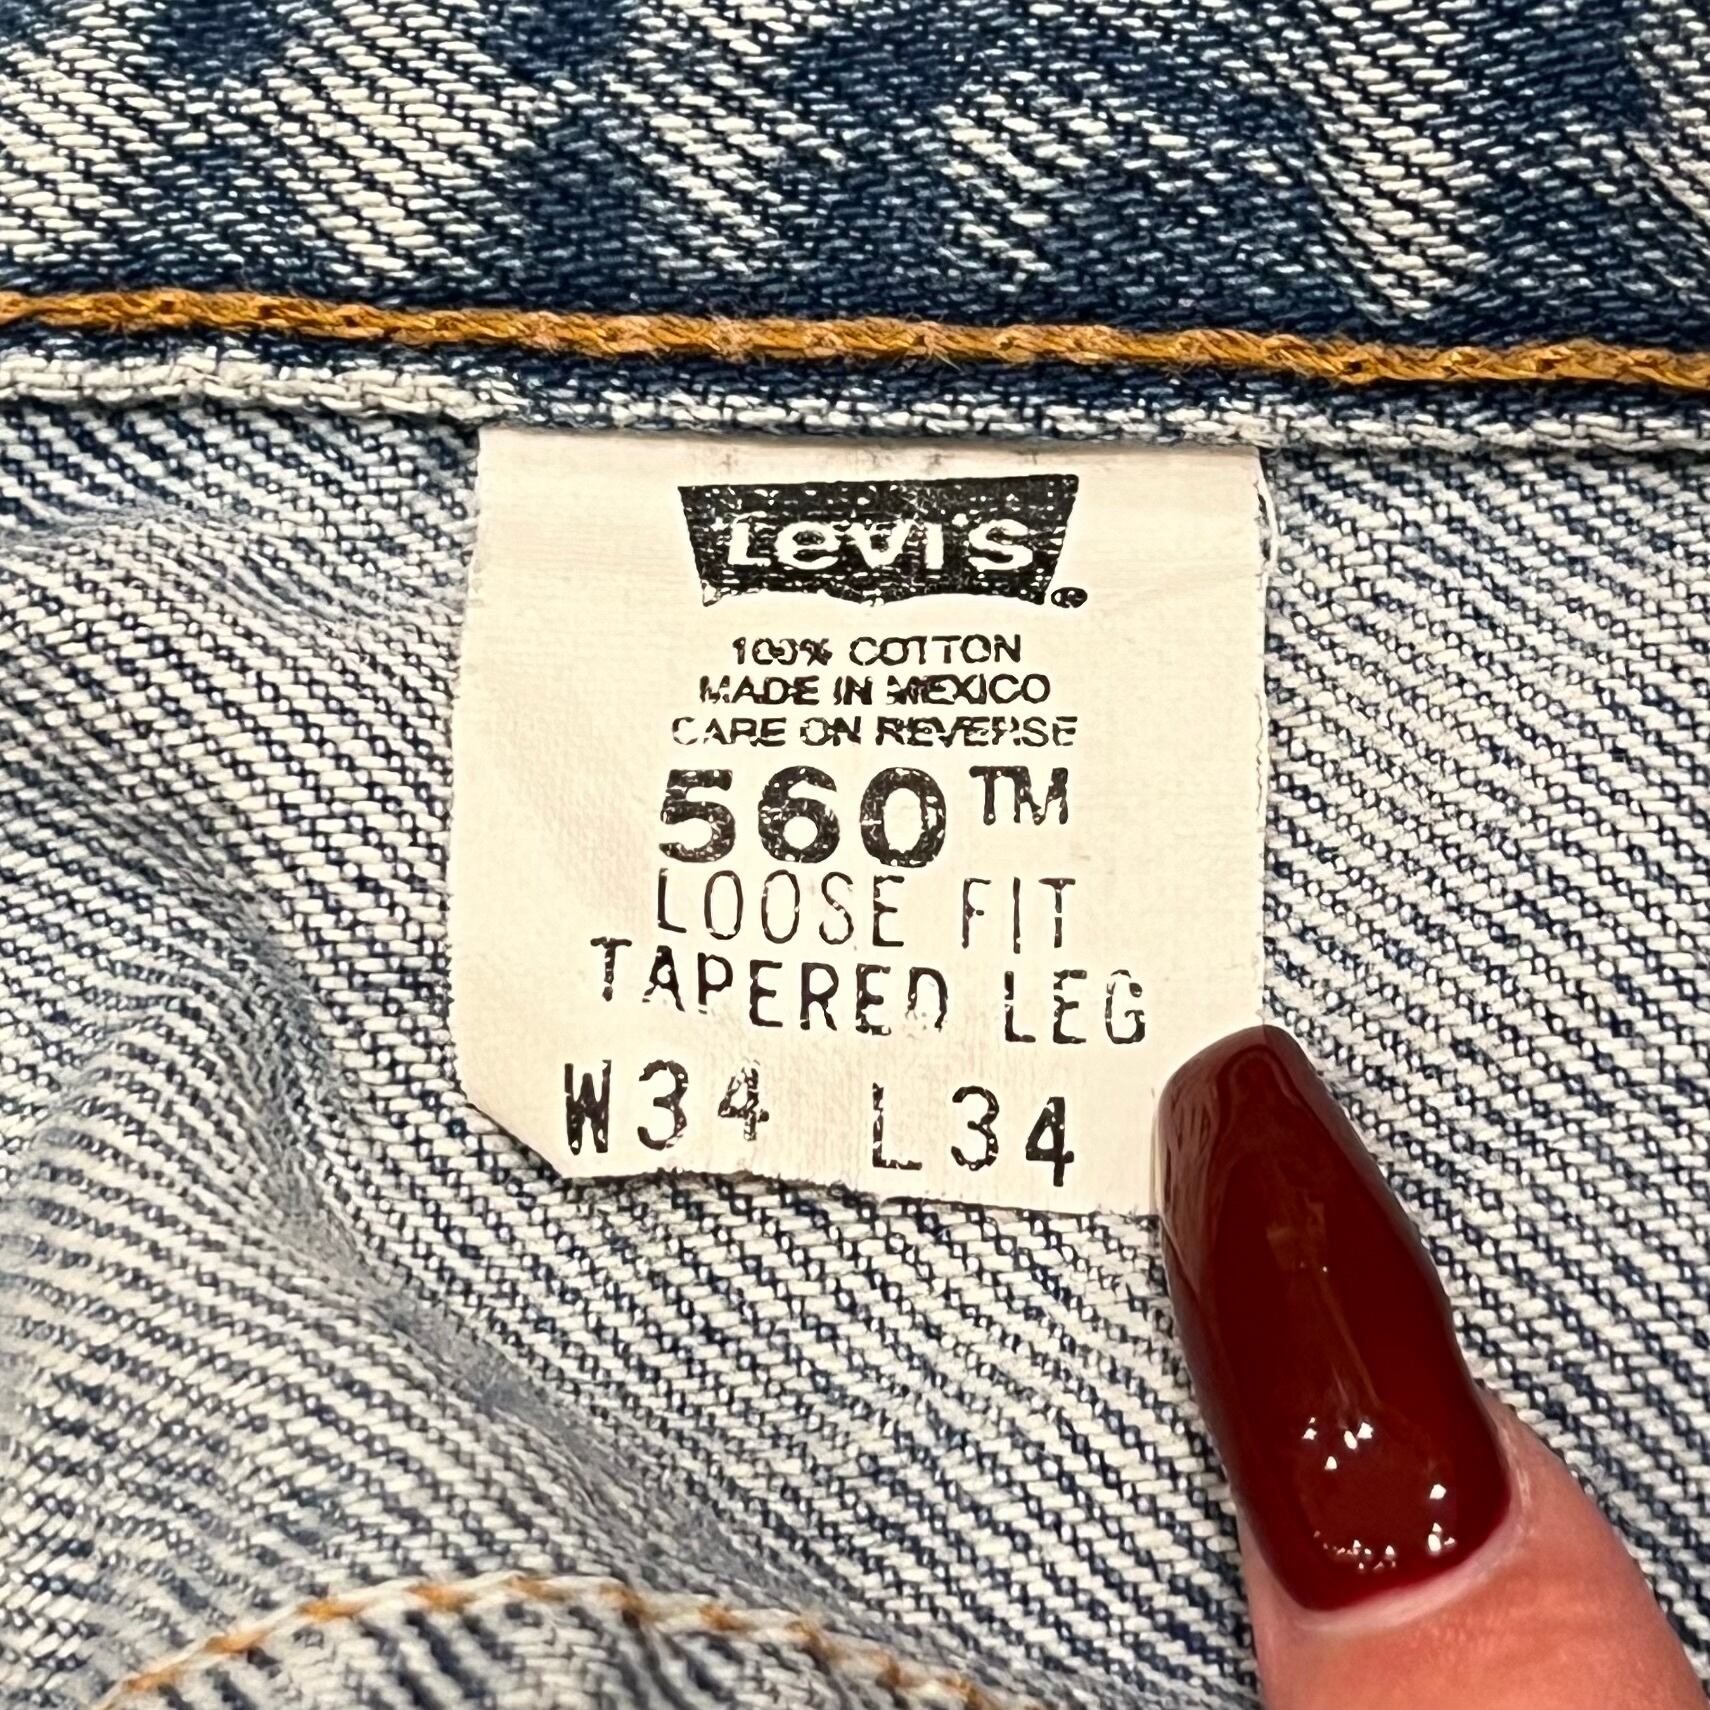 Levi's®
100% COTTON
MADE IN MEXICO
CARE ON REVERSE
560™
LOOSE FIT
TAPERED LEG
W34 L34